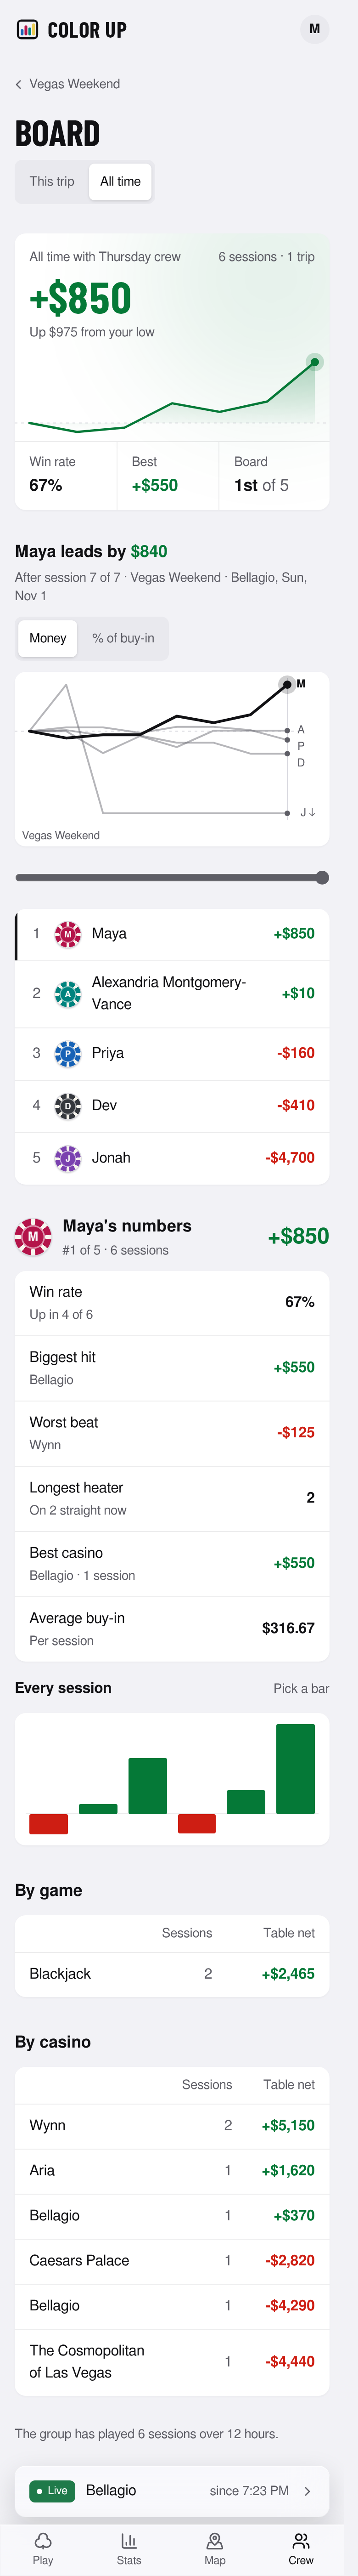 COLOR UP
M
Vegas Weekend
BOARD
This trip All time
All time with Thursday crew 6 sessions · 1 trip
+$850
Up $975 from your low
Win rate Best Board
67% +$550 1st of 5
Maya leads by $840
After session 7 of 7 · Vegas Weekend · Bellagio, Sun,
Nov 1
Money % of buy-in
M
A
P
D
J↓
Vegas Weekend
1 M Maya +$850
2 A Alexandria Montgomery-
Vance +$10
3 P Priya -$160
4 D Dev -$410
5 J Jonah -$4,700
M Maya's numbers +$850
#1 of 5 · 6 sessions
Win rate 67%
Up in 4 of 6
Biggest hit +$550
Bellagio
Worst beat -$125
Wynn
Longest heater 2
On 2 straight now
Best casino +$550
Bellagio · 1 session
Average buy-in $316.67
Per session
Every session Pick a bar
By game
Sessions Table net
Blackjack 2 +$2,465
By casino
Sessions Table net
Wynn 2 +$5,150
Aria 1 +$1,620
Bellagio 1 +$370
Caesars Palace 1 -$2,820
Bellagio 1 -$4,290
The Cosmopolitan
of Las Vegas 1 -$4,440
The group has played 6 sessions over 12 hours.
Live Bellagio since 7:23 PM
Play Stats Map Crew